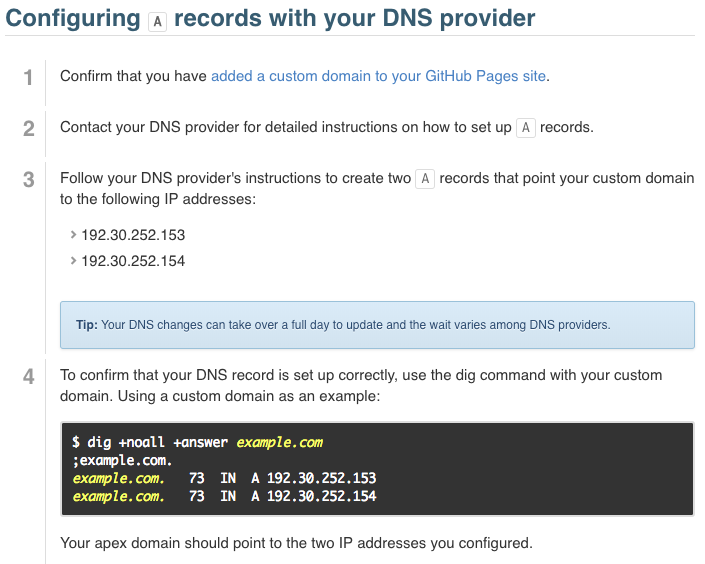 Configuring A records with your DNS provider
1 Confirm that you have added a custom domain to your GitHub Pages site.
2 Contact your DNS provider for detailed instructions on how to set up A records.
3 Follow your DNS provider's instructions to create two A records that point your custom domain
to the following IP addresses:
192.30.252.153
192.30.252.154
Tip: Your DNS changes can take over a full day to update and the wait varies among DNS providers.
4 To confirm that your DNS record is set up correctly, use the dig command with your custom
domain. Using a custom domain as an example:
$ dig +noall +answer example.com
;example.com.
example.com. 73 IN A 192.30.252.153
example.com. 73 IN A 192.30.252.154
Your apex domain should point to the two IP addresses you configured.